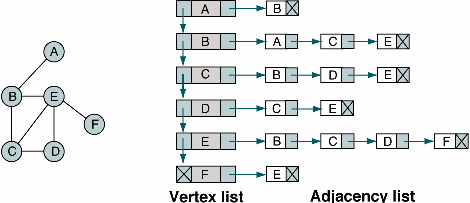 A
B E
F
C D
A B
B A C E
C B D E
D C E
E B C D F
F E
Vertex list Adjacency list